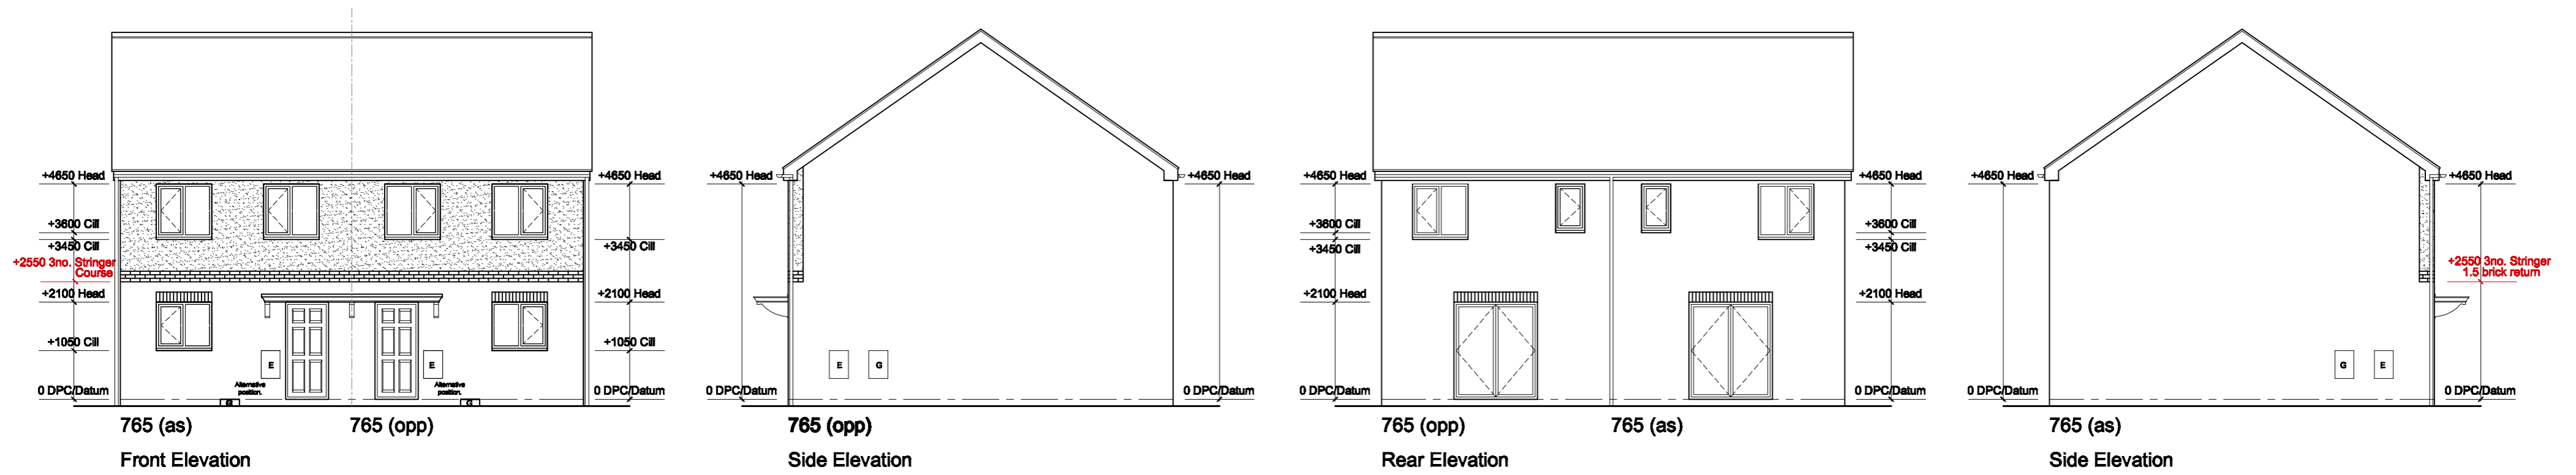 +4650 Head
+3600 Cill
+3450 Cill
+2550 3no. Stringer
Course
+2100 Head
+1050 Cill
0 DPC/Datum
E
Alternative
position.
G
E
Alternative
position.
G
+4650 Head
+3450 Cill
+2100 Head
+1050 Cill
0 DPC/Datum
765 (as)
765 (opp)
Front Elevation
+4650 Head
0 DPC/Datum
E
G
+4650 Head
0 DPC/Datum
765 (opp)
Side Elevation
+4650 Head
+3600 Cill
+3450 Cill
+2100 Head
0 DPC/Datum
+4650 Head
+3600 Cill
+3450 Cill
+2100 Head
0 DPC/Datum
765 (opp)
765 (as)
Rear Elevation
+4650 Head
0 DPC/Datum
G
E
+4650 Head
+2550 3no. Stringer
1.5 brick return
0 DPC/Datum
765 (as)
Side Elevation